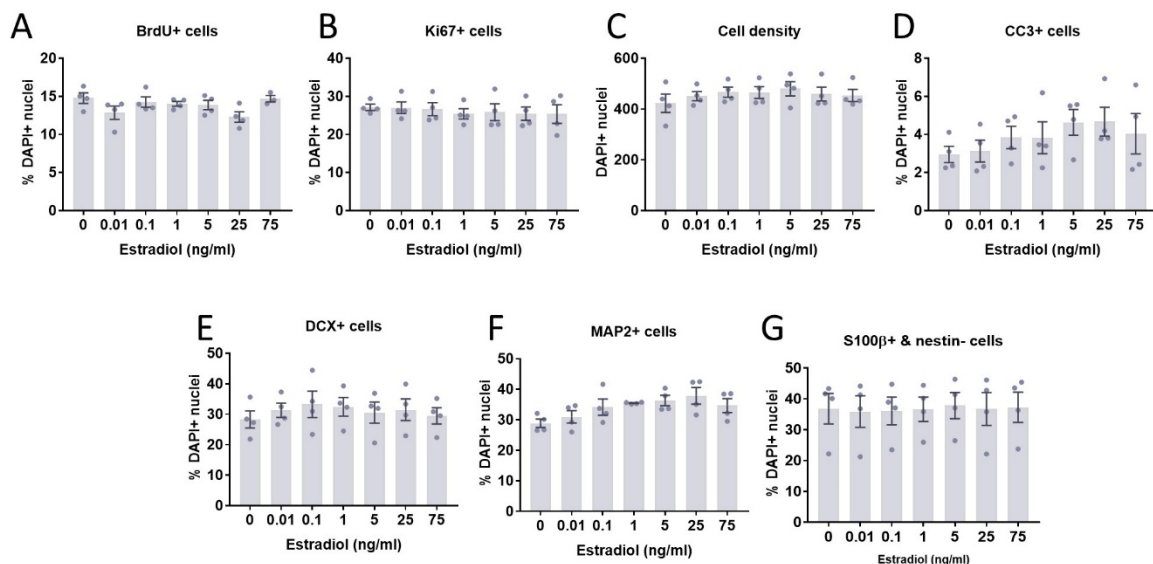 A
BrdU+ cells
% DAPI+ nuclei
20
15
10
5
0
0 0.01 0.1 1 5 25 75
Estradiol (ng/ml)
B
Ki67+ cells
% DAPI+ nuclei
40
30
20
10
0
0 0.01 0.1 1 5 25 75
Estradiol (ng/ml)
C
Cell density
DAPI+ nuclei
600
400
200
0
0 0.01 0.1 1 5 25 75
Estradiol (ng/ml)
D
CC3+ cells
% DAPI+ nuclei
8
6
4
2
0
0 0.01 0.1 1 5 25 75
Estradiol (ng/ml)
E
DCX+ cells
% DAPI+ nuclei
50
40
30
20
10
0
0 0.01 0.1 1 5 25 75
Estradiol (ng/ml)
F
MAP2+ cells
% DAPI+ nuclei
50
40
30
20
10
0
0 0.01 0.1 1 5 25 75
Estradiol (ng/ml)
G
S100β+ & nestin- cells
% DAPI+ nuclei
50
40
30
20
10
0
0 0.01 0.1 1 5 25 75
Estradiol (ng/ml)